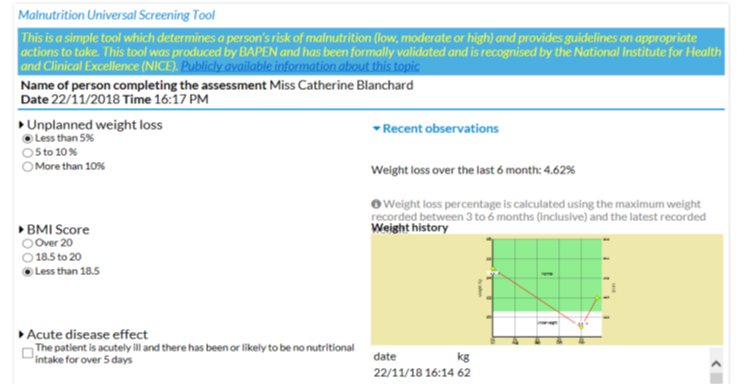 Malnutrition Universal Screening Tool
This is a simple tool which determines a person's risk of malnutrition (low, moderate or high) and provides guidelines on appropriate
actions to take. This tool was produced by BAPEN and has been formally validated and is recognised by the National Institute for Health
and Clinical Excellence (NICE). Publicly available information about this topic
Name of person completing the assessment Miss Catherine Blanchard
Date 22/11/2018 Time 16:17 PM
Unplanned weight loss
Less than 5%
5 to 10 %
More than 10%
BMI Score
Over 20
18.5 to 20
Less than 18.5
Acute disease effect
The patient is acutely ill and there has been or likely to be no nutritional
intake for over 5 days
Recent observations
Weight loss over the last 6 month: 4.62%
Weight loss percentage is calculated using the maximum weight
recorded between 3 to 6 months (inclusive) and the latest recorded
Weight history
date kg
22/11/18 16:14 62